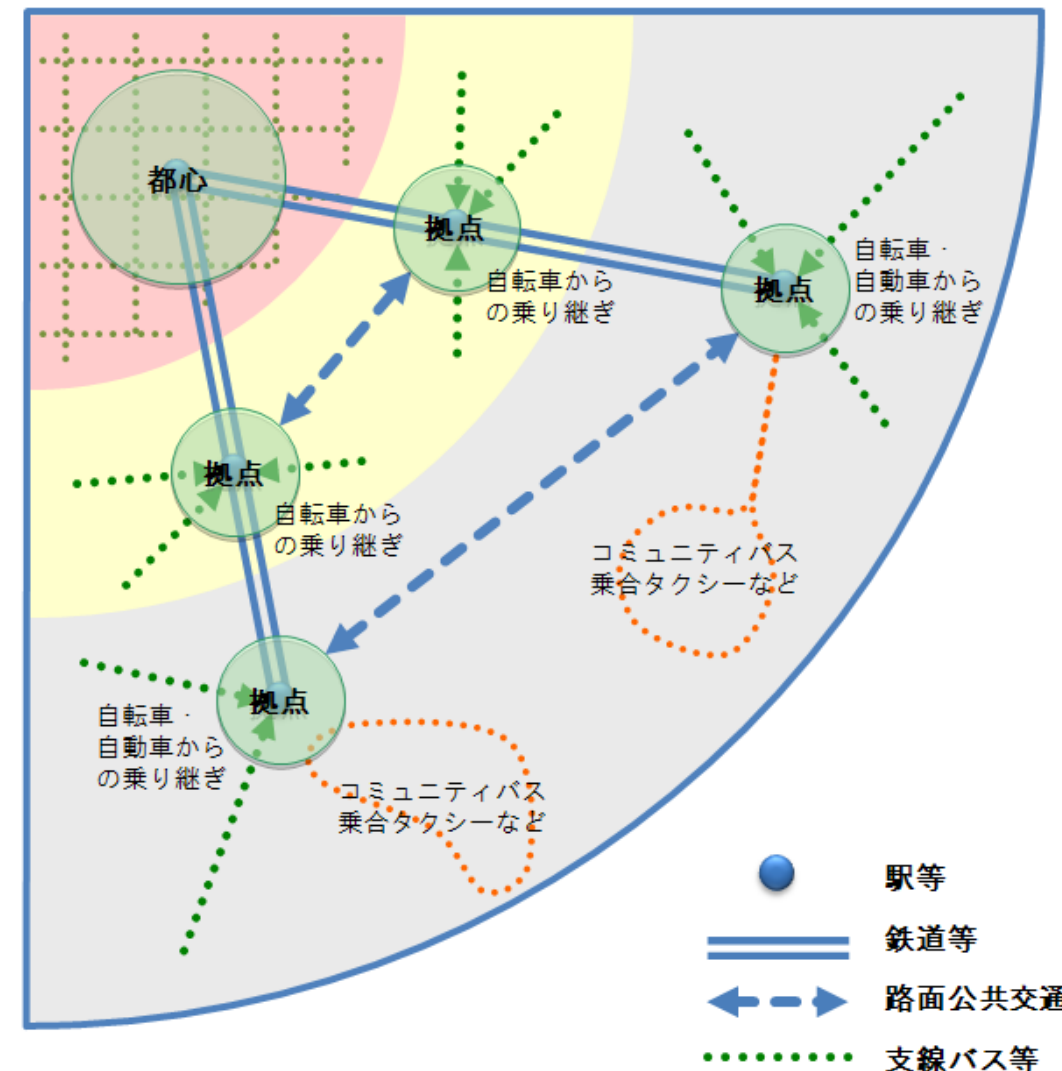 都心
拠点
自転車から
の乗り継ぎ
拠点
自転車・
自動車から
の乗り継ぎ
拠点
自転車から
の乗り継ぎ
コミュニティバス
乗合タクシーなど
拠点
自転車・
自動車から
の乗り継ぎ
コミュニティバス
乗合タクシーなど
駅等
鉄道等
路面公共交通
支線バス等